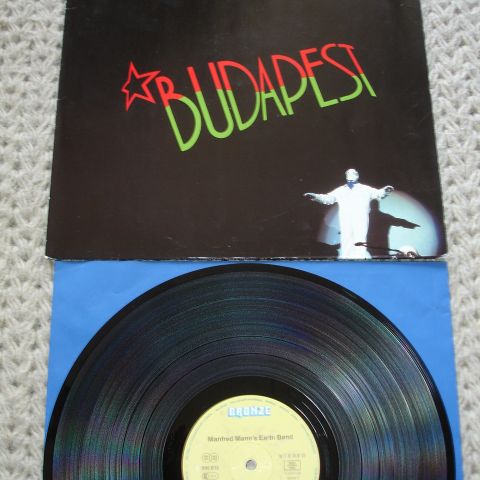 BUDAPEST
BRONZE
Manfred Mann's Earth Band